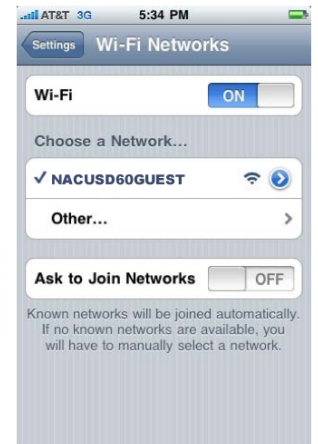 AT&T 3G 5:34 PM
Settings Wi-Fi Networks
Wi-Fi ON
Choose a Network...
NACUSD60GUEST
Other...
Ask to Join Networks OFF
Known networks will be joined automatically.
If no known networks are available, you
will have to manually select a network.